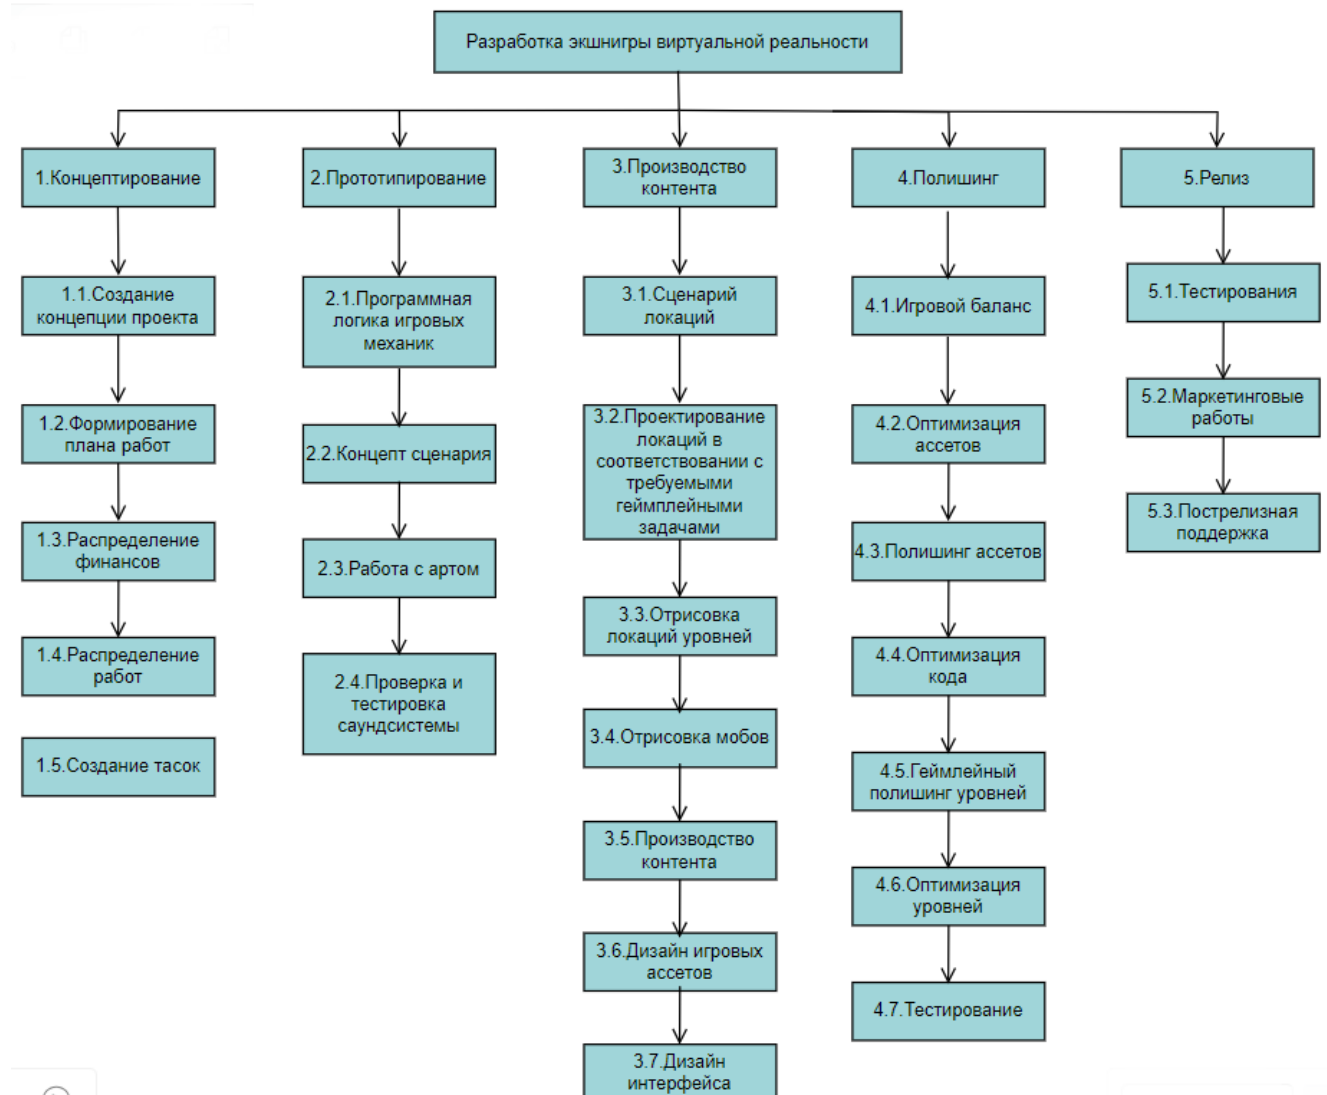 Разработка экшнигры виртуальной реальности
1.Концептирование
2.Прототипирование
3.Производство
контента
4.Полишинг
5.Релиз
1.1.Создание
концепции проекта
1.2.Формирование
плана работ
1.3.Распределение
финансов
1.4.Распределение
работ
1.5.Создание тасок
2.1.Программная
логика игровых
механик
2.2.Концепт сценария
2.3.Работа с артом
2.4.Проверка и
тестировка
саундсистемы
3.1.Сценарий
локаций
3.2.Проектирование
локаций в
соответствовании с
требуемыми
геймплейными
задачами
3.3.Отрисовка
локаций уровней
3.4.Отрисовка мобов
3.5.Производство
контента
3.6.Дизайн игровых
ассетов
3.7.Дизайн
интерфейса
4.1.Игровой баланс
4.2.Оптимизация
ассетов
4.3.Полишинг ассетов
4.4.Оптимизация
кода
4.5.Геймлейный
полишинг уровней
4.6.Оптимизация
уровней
4.7.Тестирование
5.1.Тестирования
5.2.Маркетинговые
работы
5.3.Пострелизная
поддержка